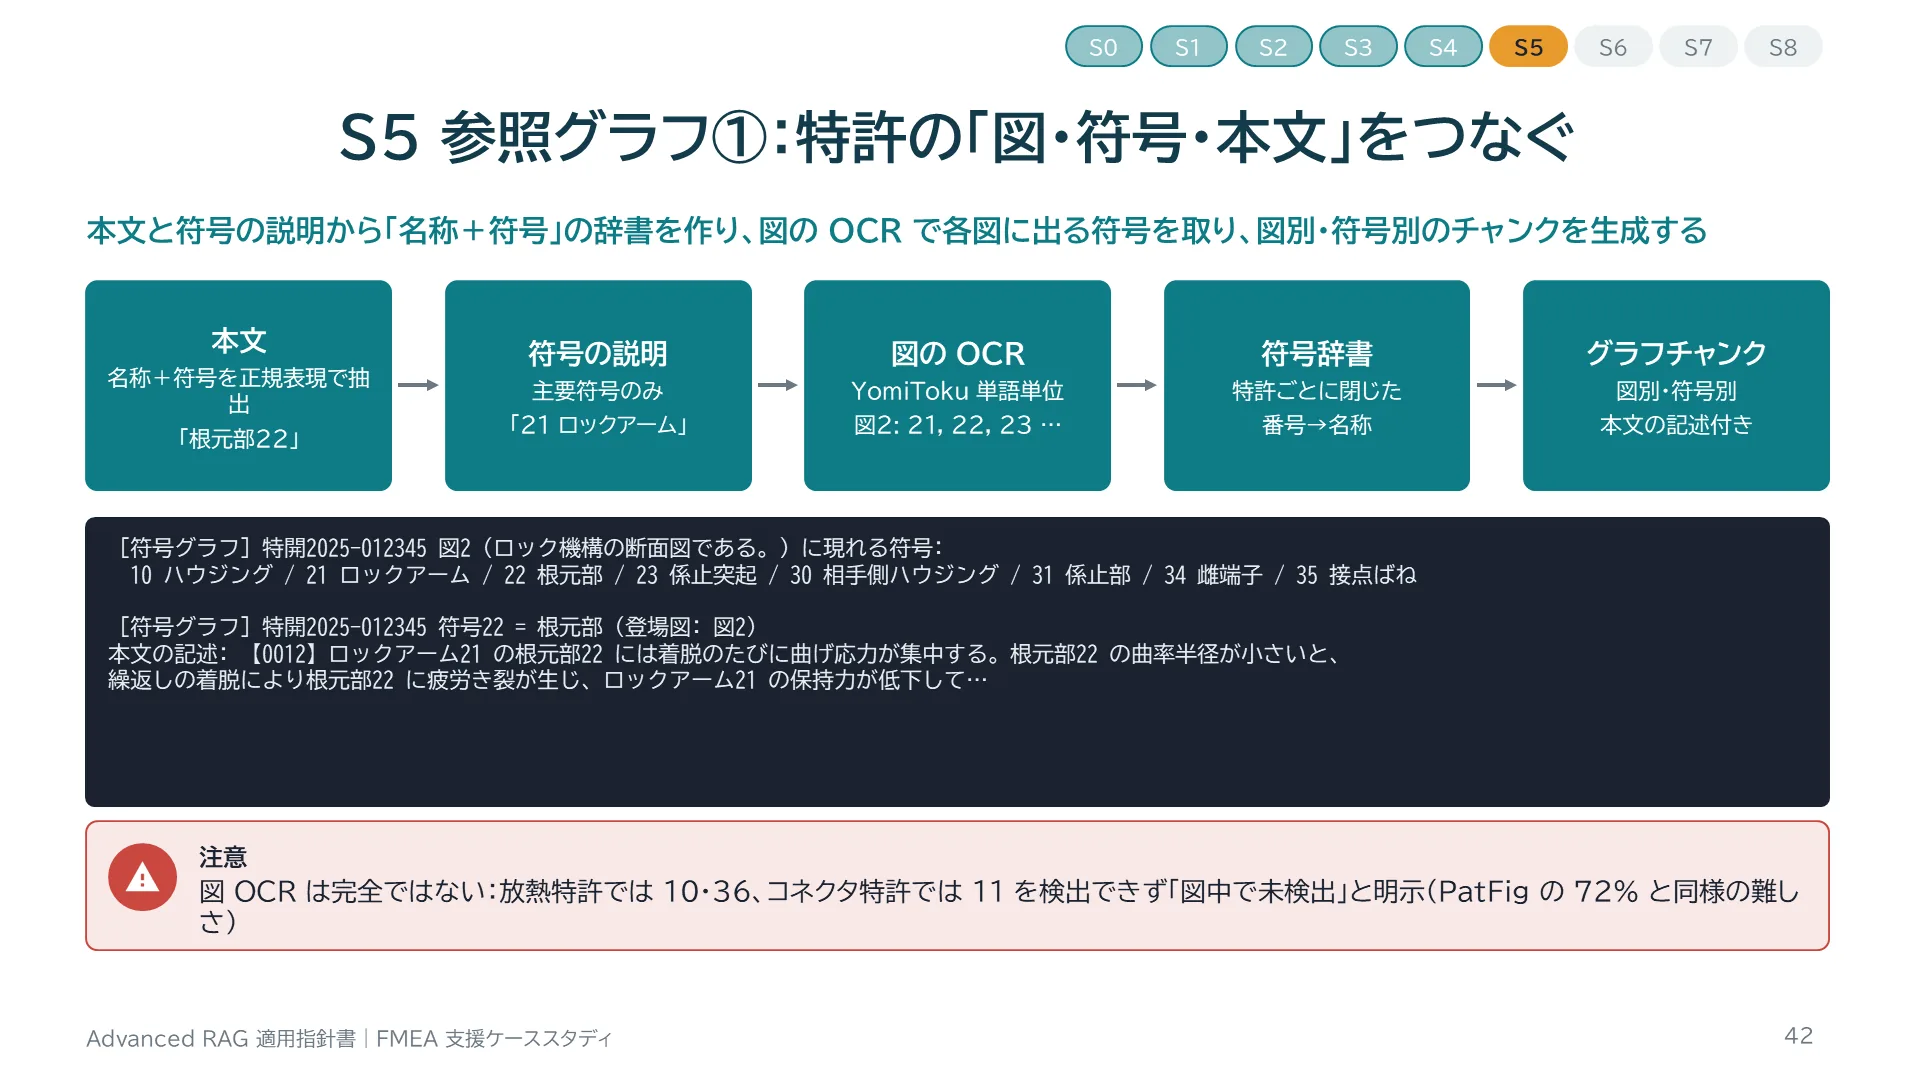 S0 S1 S2 S3 S4 S5 S6 S7 S8
S5 参照グラフ①:特許の「図・符号・本文」をつなぐ
本文と符号の説明から「名称＋符号」の辞書を作り、図の OCR で各図に出る符号を取り、図別・符号別のチャンクを生成する
本文
名称＋符号を正規表現で抽
出
「根元部22」
符号の説明
主要符号のみ
「21 ロックアーム」
図の OCR
YomiToku 単語単位
図2: 21, 22, 23 …
符号辞書
特許ごとに閉じた
番号→名称
グラフチャンク
図別・符号別
本文の記述付き
［符号グラフ］特開2025-012345 図2（ロック機構の断面図である。）に現れる符号:
10 ハウジング / 21 ロックアーム / 22 根元部 / 23 係止突起 / 30 相手側ハウジング / 31 係止部 / 34 雌端子 / 35 接点ばね
［符号グラフ］特開2025-012345 符号22 = 根元部（登場図: 図2）
本文の記述: 【0012】ロックアーム21 の根元部22 には着脱のたびに曲げ応力が集中する。根元部22 の曲率半径が小さいと、
繰返しの着脱により根元部22 に疲労き裂が生じ、ロックアーム21 の保持力が低下して…
注意
図 OCR は完全ではない:放熱特許では 10・36、コネクタ特許では 11 を検出できず「図中で未検出」と明示(PatFig の 72% と同様の難し
さ)
Advanced RAG 適用指針書｜FMEA 支援ケーススタディ
42